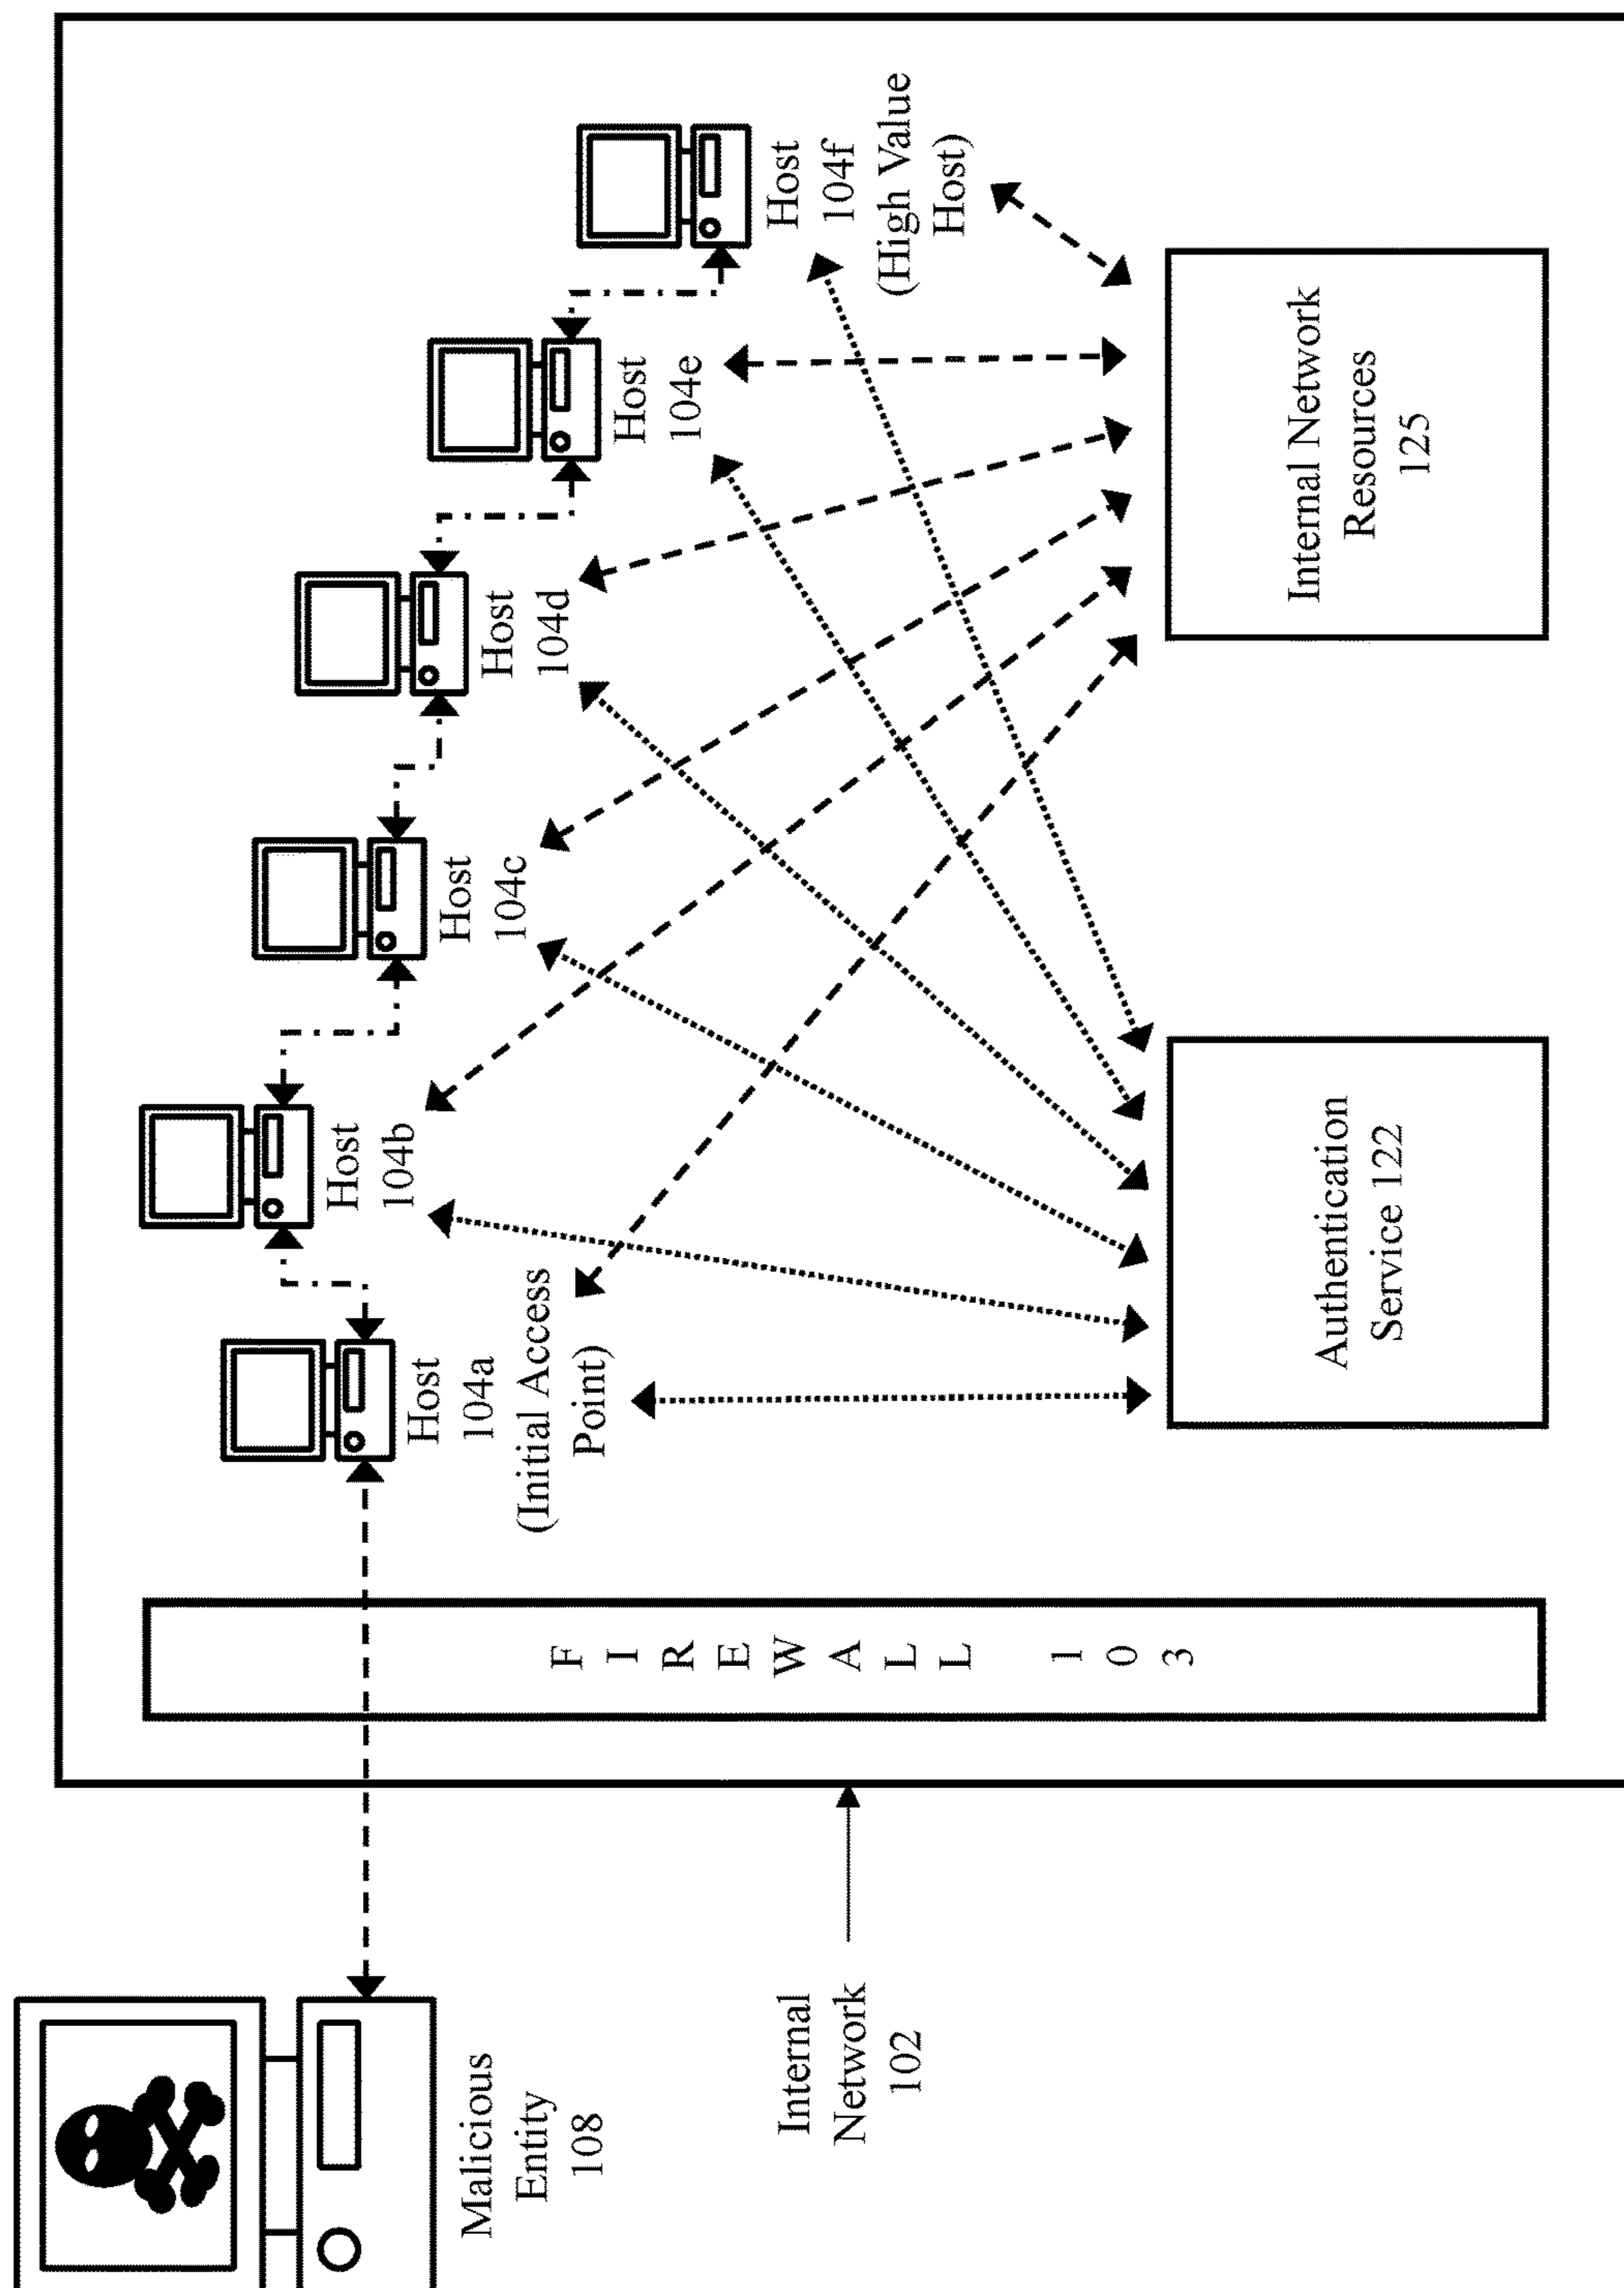 Malicious
Entity
108
Internal
Network
102
F
I
R
E
W
A
L
L
1
0
3
Host
104a
(Initial Access
Point)
Host
104b
Host
104c
Host
104d
Host
104e
Host
104f
(High Value
Host)
Authentication
Service 122
Internal Network
Resources
125